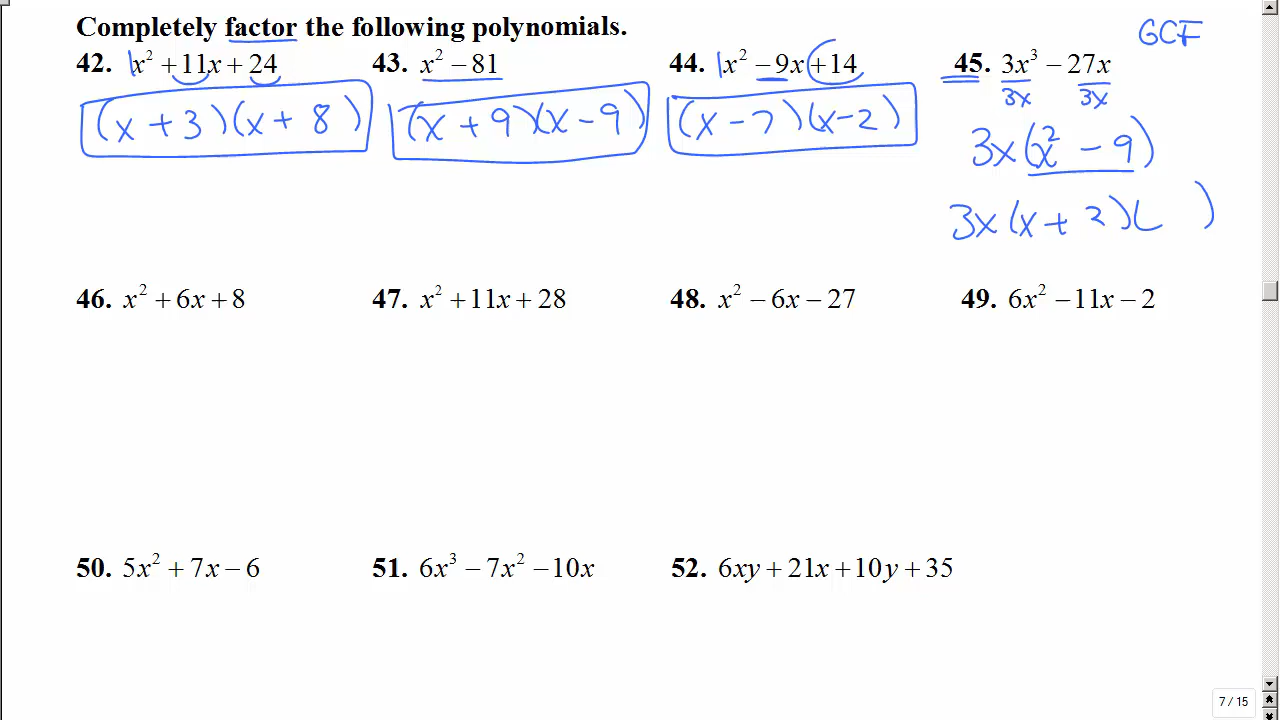 Completely factor the following polynomials.
GCF
42. 1x² + 11x + 24
43. x² − 81
44. 1x² − 9x + 14
45. 3x³ − 27x
3x 3x
(x + 3)(x + 8)
(x + 9)(x − 9)
(x − 7)(x − 2)
3x(x² − 9)
3x(x + 3)( )
46. x² + 6x + 8
47. x² + 11x + 28
48. x² − 6x − 27
49. 6x² − 11x − 2
50. 5x² + 7x − 6
51. 6x³ − 7x² − 10x
52. 6xy + 21x + 10y + 35
7 / 15